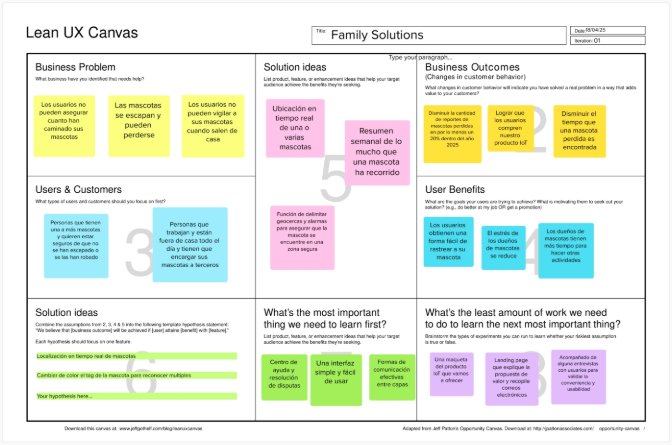 Lean UX Canvas
Title:
Family Solutions
Date:
18/04/25
Iteration:
01
Type your paragraph...
Business Problem
What business have you identified that needs help?
Los usuarios no
pueden asegurar
cuanto han
caminado sus
mascotas
Las mascotas
se escapan y
pueden
perderse
Los usuarios no
pueden vigilar a
sus mascotas
cuando salen de
casa
Solution ideas
List product, feature, or enhancement ideas that help your target
audience achieve the benefits they're seeking.
Ubicación en
tiempo real
de una o
varias
mascotas
Resumen
semanal de lo
mucho que
una mascota
ha recorrido
Función de delimitar
geocercas y alarmas
para asegurar que la
mascota se
encuentre en una
zona segura
5
Business Outcomes
(Changes in customer behavior)
What changes in customer behavior will indicate you have solved a real problem in a way that adds
value to your customers?
Disminuir la cantidad
de reportes de
mascotas perdidas
en por lo menos un
20% dentro del año
2025
Lograr que
los usuarios
compren
nuestro
producto IoT
Disminuir el
tiempo que
una mascota
perdida es
encontrada
2
Users & Customers
What types of users and customers should you focus on first?
Personas que tienen
una o más mascotas
y quieren estar
seguros de que no
se han escapado o
se las han robado
3
Personas que
trabajan y están
fuera de casa todo el
día y tienen que
encargar sus
mascotas a terceros
User Benefits
What are the goals your users are trying to achieve? What is motivating them to seek out your
solution? (e.g., do better at my job OR get a promotion)
Los usuarios
obtienen una
forma fácil de
rastrear a su
mascota
El estrés de
los dueños
de mascotas
se reduce
Los dueños de
mascotas tienen
más tiempo para
hacer otras
actividades
4
Solution ideas
Combine the assumptions from 2, 3, 4 & 5 into the following template hypothesis statement:
"We believe that [business outcome] will be achieved if [user] attains [benefit] with [feature]."
Each hypothesis should focus on one feature.
Localización en tiempo real de mascotas
Cambiar de color el tag de la mascota para reconocer multiples
Your hypothesis here...
6
What's the most important
thing we need to learn first?
List product, feature, or enhancement ideas that help your target
audience achieve the benefits they're seeking.
Centro de
ayuda y
resolución
de disputas
Una interfaz
simple y fácil
de usar
Formas de
comunicación
efectivas
entre capas
What's the least amount of work we need
to do to learn the next most important thing?
Brainstorm the types of experiments you can run to learn whether your riskiest assumption
is true or false.
Una maqueta
del producto
IoT que vamos
a ofrecer
Landing page
que explique la
propuesta de
valor y recopile
correos
electrónicos
Acompañado de
alguna entrevistas
con usuarios para
validar la
conveniencia y
usabilidad
8
Download this canvas at www.jeffgothelf.com/blog/leanuxcanvas
Adapted from Jeff Patton's Opportunity Canvas. Download at: http://jpattonassociates.com/ opportunity-canvas /